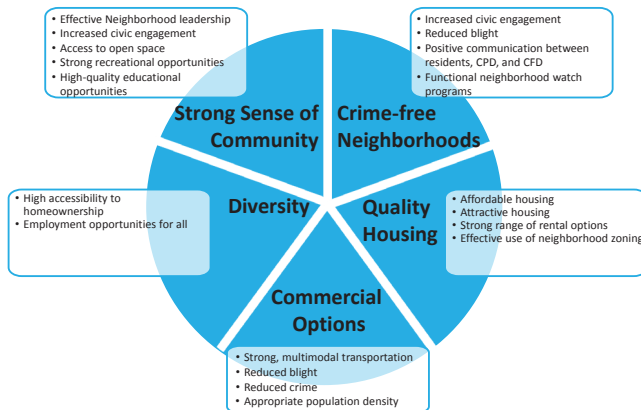 • Effective Neighborhood leadership
• Increased civic engagement
• Access to open space
• Strong recreational opportunities
• High-quality educational
opportunities
• Increased civic engagement
• Reduced blight
• Positive communication between
residents, CPD, and CFD
• Functional neighborhood watch
programs
Strong Sense of
Community
Crime-free
Neighborhoods
• High accessibility to
homeownership
• Employment opportunities for all
Diversity
Quality
Housing
• Affordable housing
• Attractive housing
• Strong range of rental options
• Effective use of neighborhood zoning
Commercial
Options
• Strong, multimodal transportation
• Reduced blight
• Reduced crime
• Appropriate population density